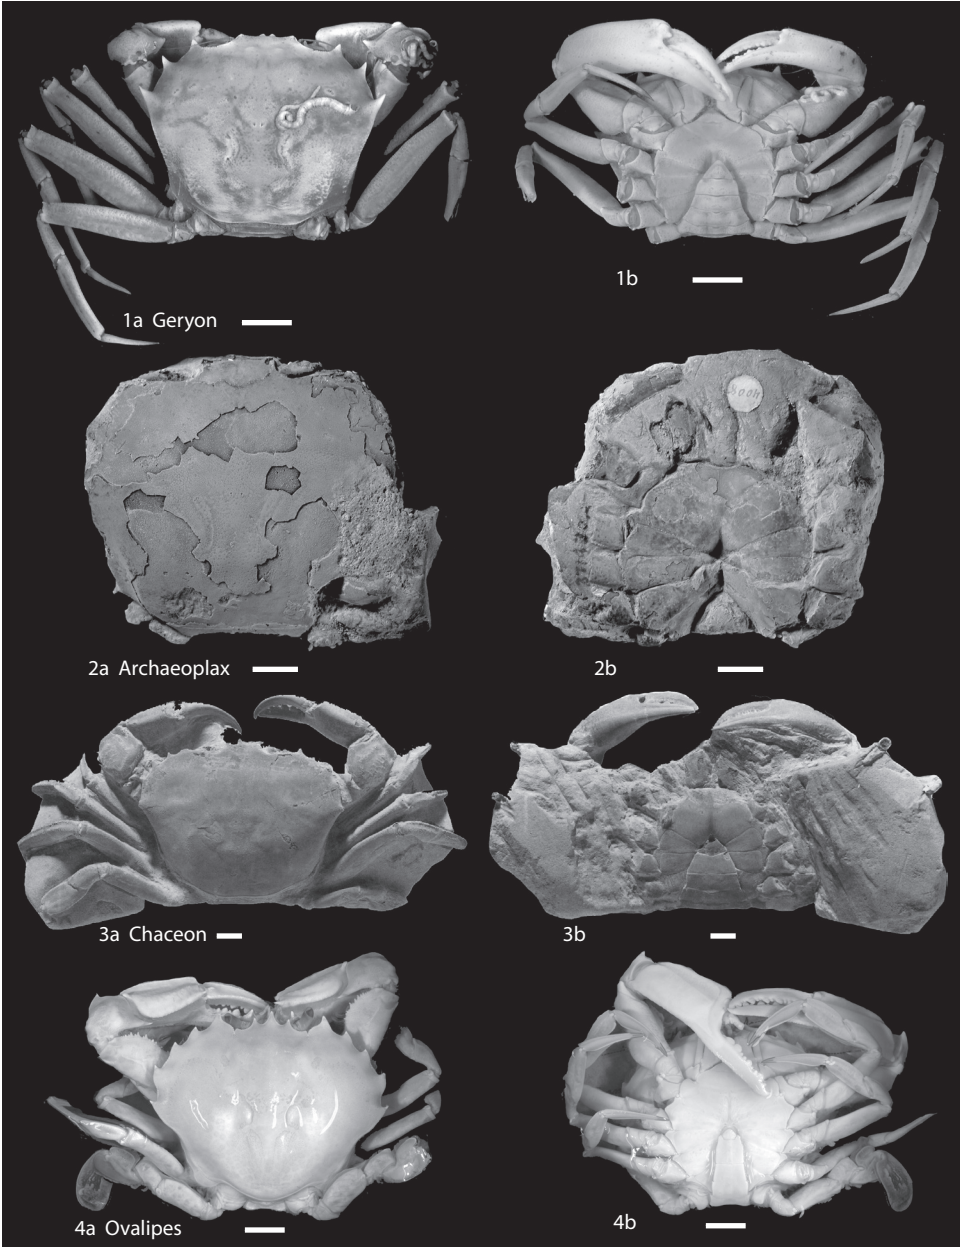 1a Geryon
1b
2a Archaeoplax
2b
3a Chaceon
3b
4a Ovalipes
4b